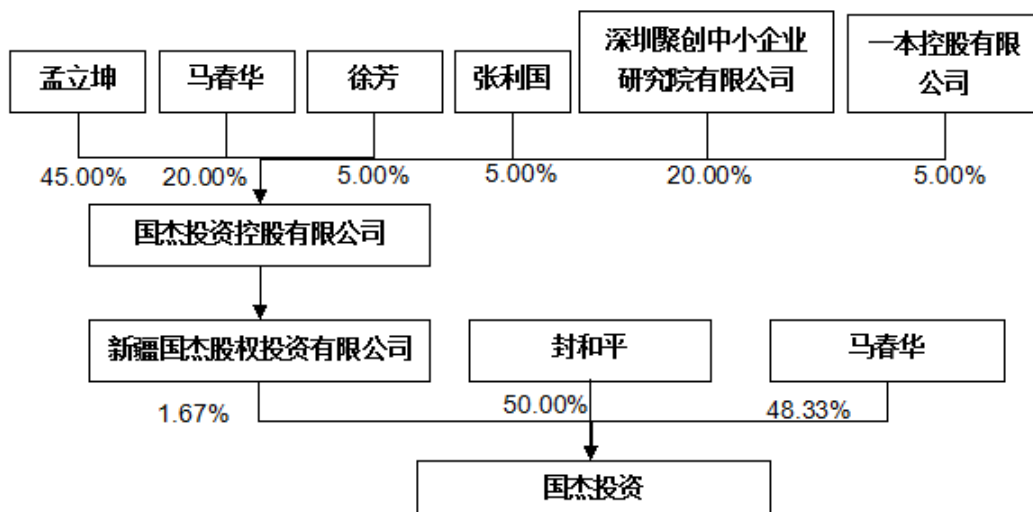 孟立坤
马春华
徐芳
张利国
深圳聚创中小企业
研究院有限公司
一本控股有限
公司
45.00%
20.00%
5.00%
5.00%
20.00%
5.00%
国杰投资控股有限公司
新疆国杰股权投资有限公司
封和平
马春华
1.67%
50.00%
48.33%
国杰投资